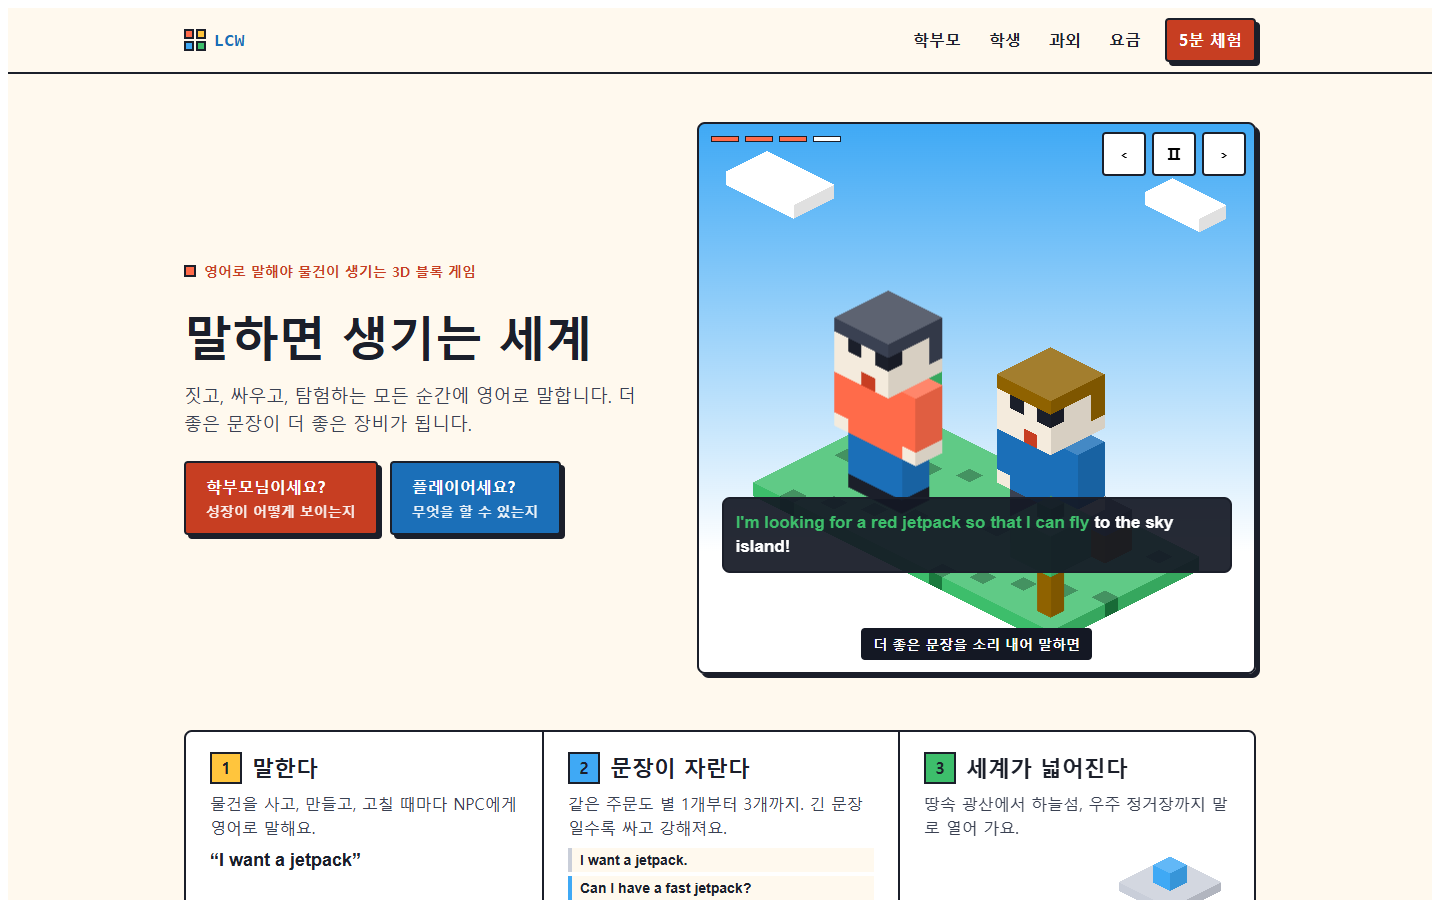 LCW
학부모
학생
과외
요금
5분 체험
영어로 말해야 물건이 생기는 3D 블록 게임
말하면 생기는 세계
짓고, 싸우고, 탐험하는 모든 순간에 영어로 말합니다. 더
좋은 문장이 더 좋은 장비가 됩니다.
학부모님이세요?
성장이 어떻게 보이는지
플레이어세요?
무엇을 할 수 있는지
I'm looking for a red jetpack so that I can fly to the sky
island!
더 좋은 문장을 소리 내어 말하면
1 말한다
물건을 사고, 만들고, 고칠 때마다 NPC에게
영어로 말해요.
“I want a jetpack”
2 문장이 자란다
같은 주문도 별 1개부터 3개까지. 긴 문장
일수록 싸고 강해져요.
I want a jetpack.
Can I have a fast jetpack?
3 세계가 넓어진다
땅속 광산에서 하늘섬, 우주 정거장까지 말
로 열어 가요.